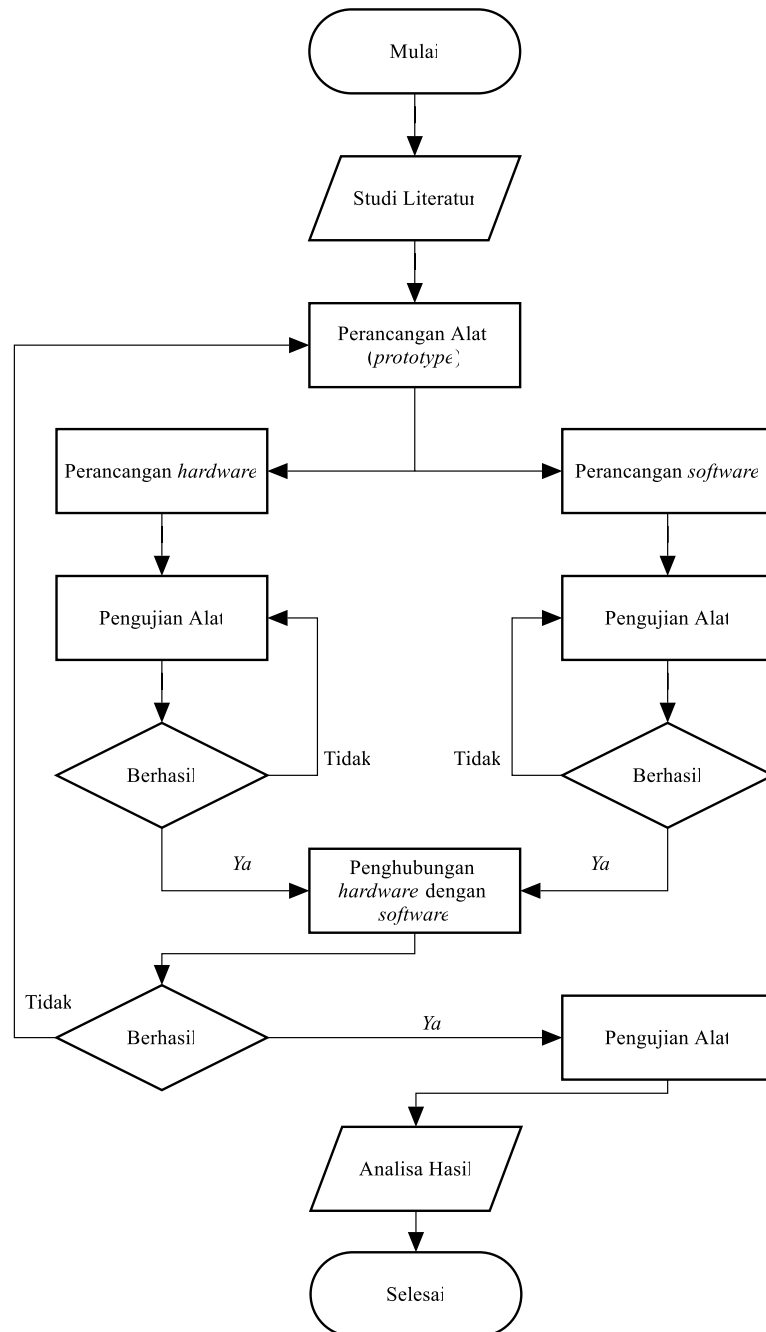 Mulai
Studi Literatur
Perancangan Alat
(prototype)
Perancangan hardware
Perancangan software
Pengujian Alat
Pengujian Alat
Berhasil
Tidak
Tidak
Berhasil
Ya
Penghubungan
hardware dengan
software
Ya
Tidak
Berhasil
Ya
Pengujian Alat
Analisa Hasil
Selesai